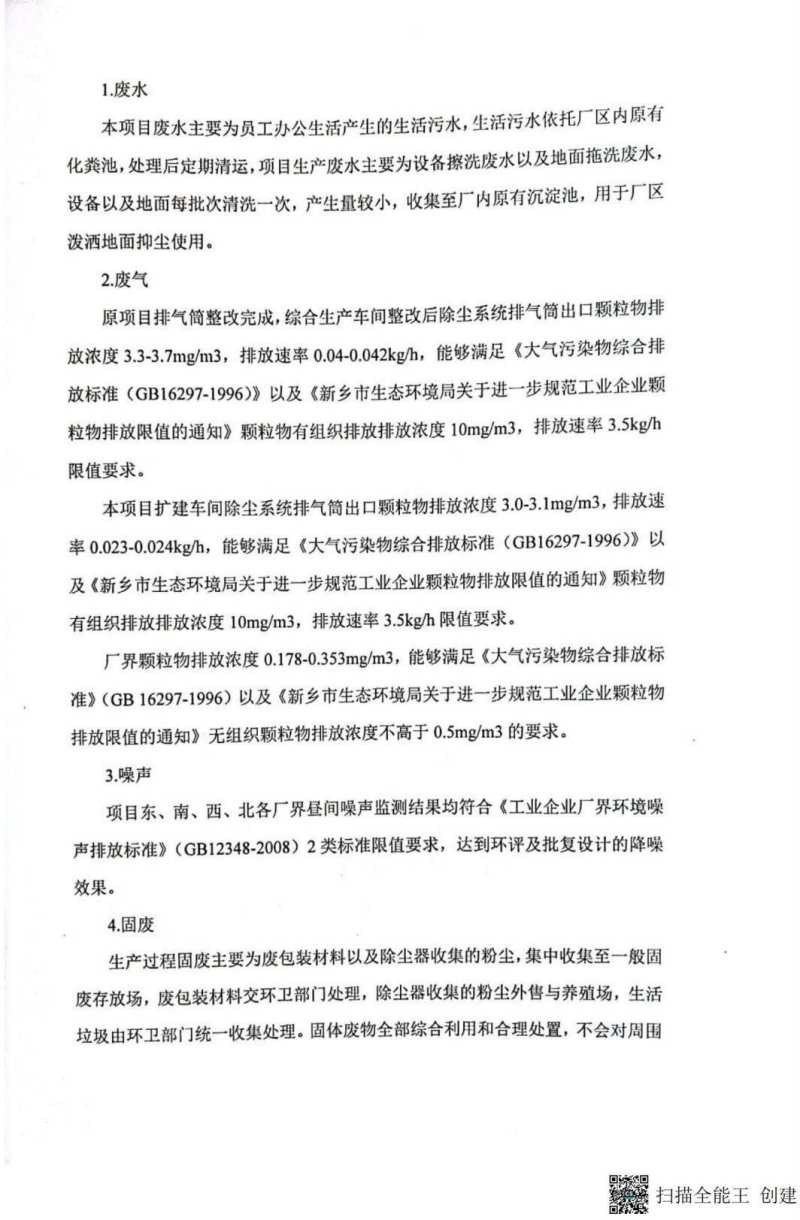 1.废水
本项目废水主要为员工办公生活产生的生活污水，生活污水依托厂区内原有
化粪池，处理后定期清运，项目生产废水主要为设备擦洗废水以及地面拖洗废水，
设备以及地面每批次清洗一次，产生量较小，收集至厂内原有沉淀池，用于厂区
泼洒地面抑尘使用。
2.废气
原项目排气筒整改完成，综合生产车间整改后除尘系统排气筒出口颗粒物排
放浓度 3.3-3.7mg/m3，排放速率 0.04-0.042kg/h，能够满足《大气污染物综合排
放标准（GB16297-1996）》以及《新乡市生态环境局关于进一步规范工业企业颗
粒物排放限值的通知》颗粒物有组织排放排放浓度 10mg/m3，排放速率 3.5kg/h
限值要求。
本项目扩建车间除尘系统排气筒出口颗粒物排放浓度 3.0-3.1mg/m3，排放速
率 0.023-0.024kg/h，能够满足《大气污染物综合排放标准（GB16297-1996）》以
及《新乡市生态环境局关于进一步规范工业企业颗粒物排放限值的通知》颗粒物
有组织排放排放浓度 10mg/m3，排放速率 3.5kg/h 限值要求。
厂界颗粒物排放浓度 0.178-0.353mg/m3，能够满足《大气污染物综合排放标
准》（GB 16297-1996）以及《新乡市生态环境局关于进一步规范工业企业颗粒物
排放限值的通知》无组织颗粒物排放浓度不高于 0.5mg/m3 的要求。
3.噪声
项目东、南、西、北各厂界昼间噪声监测结果均符合《工业企业厂界环境噪
声排放标准》（GB12348-2008）2 类标准限值要求，达到环评及批复设计的降噪
效果。
4.固废
生产过程固废主要为废包装材料以及除尘器收集的粉尘，集中收集至一般固
废存放场，废包装材料交环卫部门处理，除尘器收集的粉尘外售与养殖场，生活
垃圾由环卫部门统一收集处理。固体废物全部综合利用和合理处置，不会对周围
扫描全能王 创建